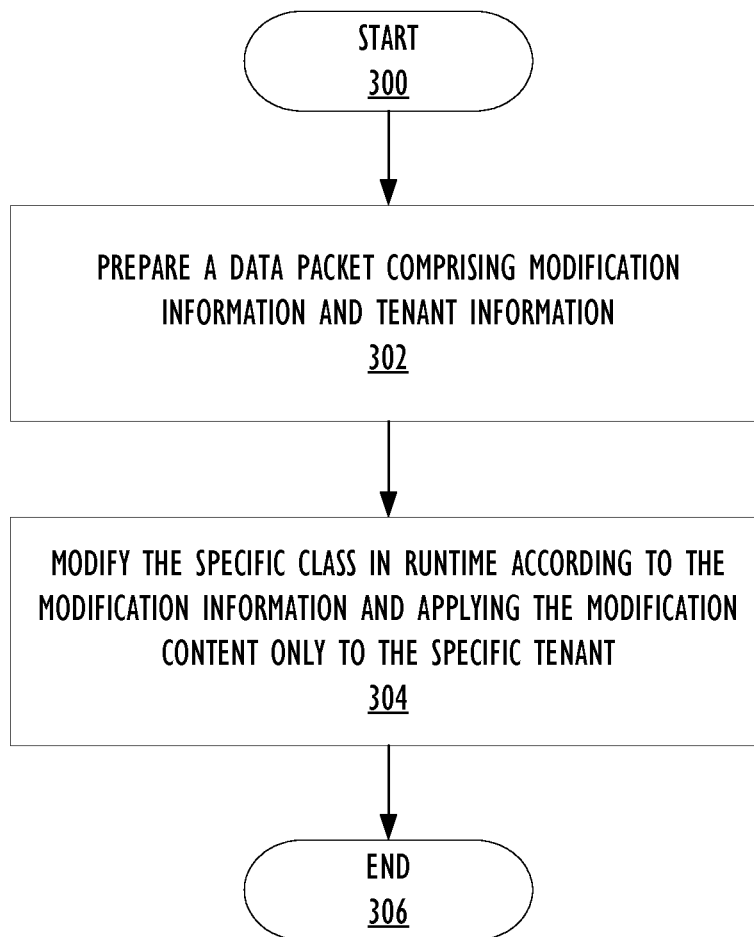 START
300
PREPARE A DATA PACKET COMPRISING MODIFICATION
INFORMATION AND TENANT INFORMATION
302
MODIFY THE SPECIFIC CLASS IN RUNTIME ACCORDING TO THE
MODIFICATION INFORMATION AND APPLYING THE MODIFICATION
CONTENT ONLY TO THE SPECIFIC TENANT
304
END
306